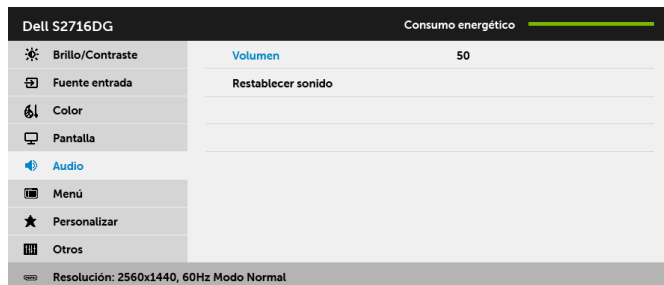 Dell S2716DG Consumo energético
Brillo/Contraste Volumen 50
Fuente entrada Restablecer sonido
Color
Pantalla
Audio
Menú
Personalizar
Otros
Resolución: 2560x1440, 60Hz Modo Normal